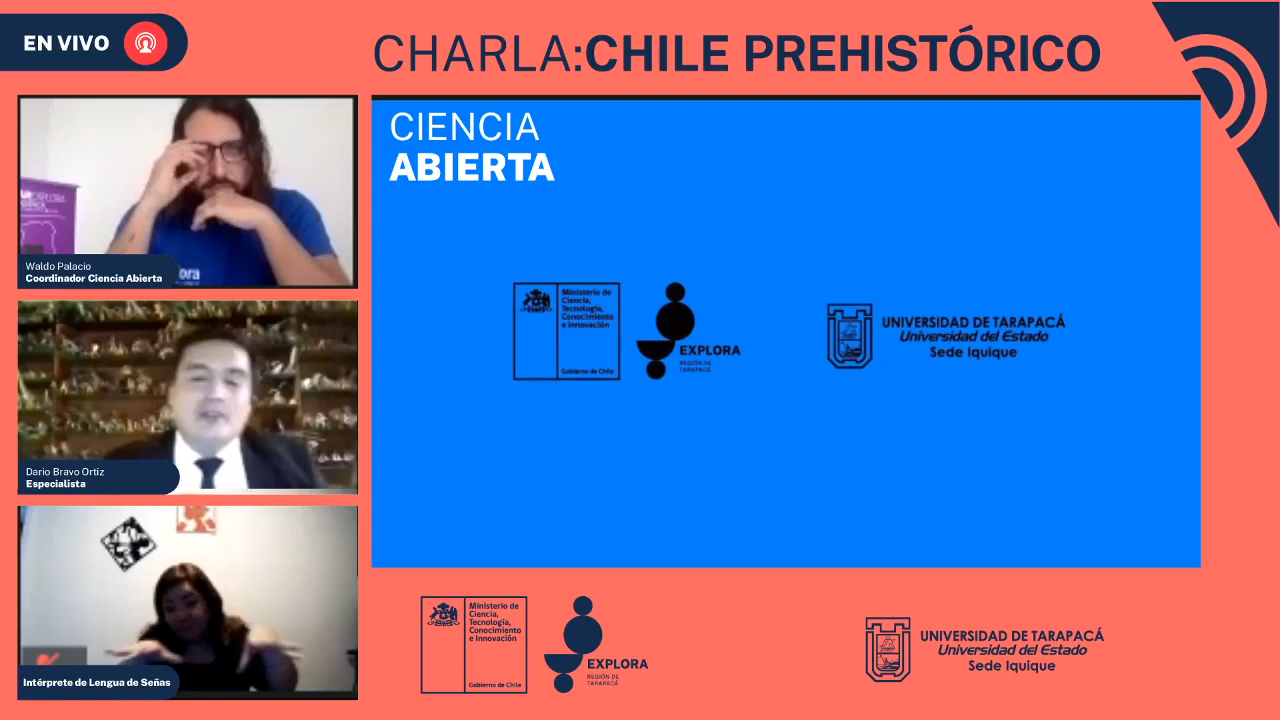 EN VIVO
CHARLA:CHILE PREHISTÓRICO
CIENCIA
ABIERTA
EXPLORA
ora
Waldo Palacio
Coordinador Ciencia Abierta
Dario Bravo Ortiz
Especialista
Intérprete de Lengua de Señas
Ministerio de
Ciencia,
Tecnología,
Conocimiento
e Innovación
Gobierno de Chile
EXPLORA
REGIÓN DE
TARAPACÁ
UNIVERSIDAD DE TARAPACÁ
Universidad del Estado
Sede Iquique
Ministerio de
Ciencia,
Tecnología,
Conocimiento
e Innovación
Gobierno de Chile
EXPLORA
REGIÓN DE
TARAPACÁ
UNIVERSIDAD DE TARAPACÁ
Universidad del Estado
Sede Iquique